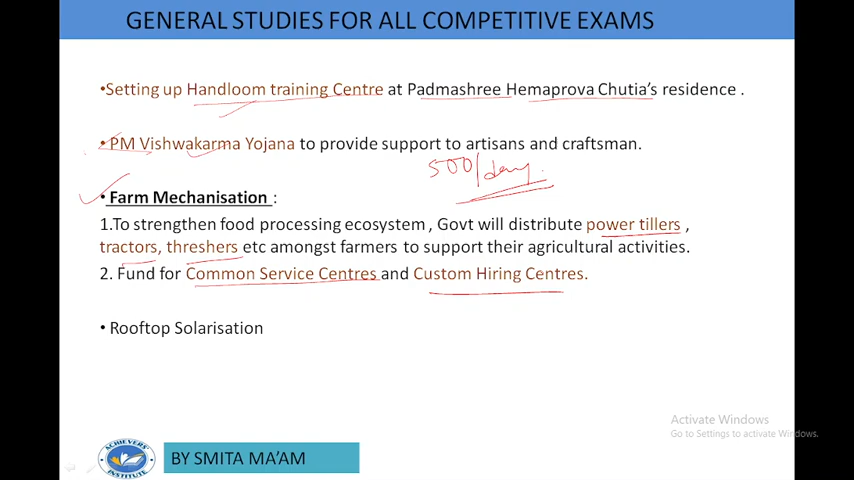 GENERAL STUDIES FOR ALL COMPETITIVE EXAMS
•Setting up Handloom training Centre at Padmashree Hemaprova Chutia's residence .
• PM Vishwakarma Yojana to provide support to artisans and craftsman.
500/day.
• Farm Mechanisation :
1.To strengthen food processing ecosystem , Govt will distribute power tillers ,
tractors, threshers etc amongst farmers to support their agricultural activities.
2. Fund for Common Service Centres and Custom Hiring Centres.
• Rooftop Solarisation
Activate Windows
Go to Settings to activate Windows.
ACHIEVERS'
INSTITUTE
BY SMITA MA'AM